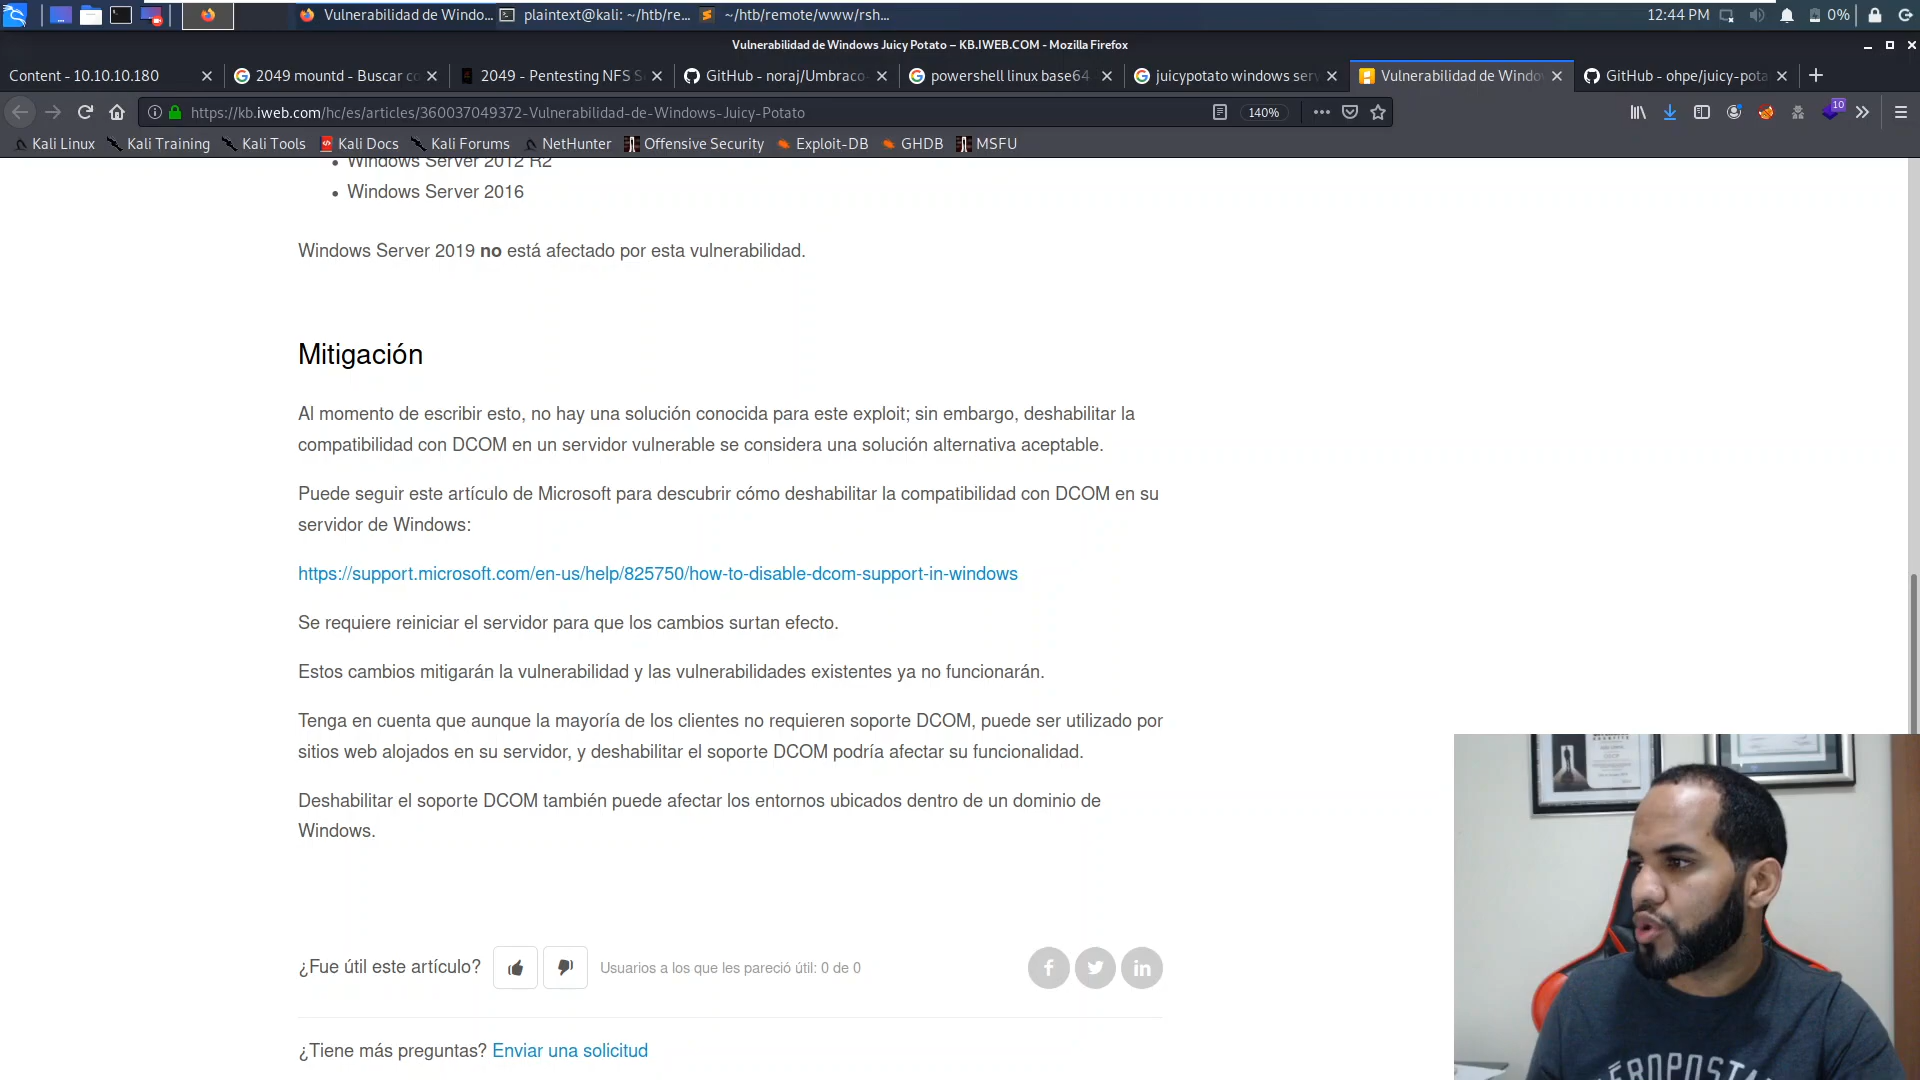 Vulnerabilidad de Windo...
plaintext@kali: ~/htb/re...
~/htb/remote/www/rsh...
12:44 PM
0%
Vulnerabilidad de Windows Juicy Potato – KB.IWEB.COM - Mozilla Firefox
Content - 10.10.10.180
2049 mountd - Buscar co
2049 - Pentesting NFS S
GitHub - noraj/Umbraco-
powershell linux base64
juicypotato windows serv
Vulnerabilidad de Windo
GitHub - ohpe/juicy-pota
https://kb.iweb.com/hc/es/articles/360037049372-Vulnerabilidad-de-Windows-Juicy-Potato
140%
10
Kali Linux
Kali Training
Kali Tools
Kali Docs
Kali Forums
NetHunter
Offensive Security
Exploit-DB
GHDB
MSFU
• Windows Server 2012 R2
• Windows Server 2016
Windows Server 2019 no está afectado por esta vulnerabilidad.
Mitigación
Al momento de escribir esto, no hay una solución conocida para este exploit; sin embargo, deshabilitar la
compatibilidad con DCOM en un servidor vulnerable se considera una solución alternativa aceptable.
Puede seguir este artículo de Microsoft para descubrir cómo deshabilitar la compatibilidad con DCOM en su
servidor de Windows:
https://support.microsoft.com/en-us/help/825750/how-to-disable-dcom-support-in-windows
Se requiere reiniciar el servidor para que los cambios surtan efecto.
Estos cambios mitigarán la vulnerabilidad y las vulnerabilidades existentes ya no funcionarán.
Tenga en cuenta que aunque la mayoría de los clientes no requieren soporte DCOM, puede ser utilizado por
sitios web alojados en su servidor, y deshabilitar el soporte DCOM podría afectar su funcionalidad.
Deshabilitar el soporte DCOM también puede afectar los entornos ubicados dentro de un dominio de
Windows.
¿Fue útil este artículo?
Usuarios a los que les pareció útil: 0 de 0
¿Tiene más preguntas? Enviar una solicitud